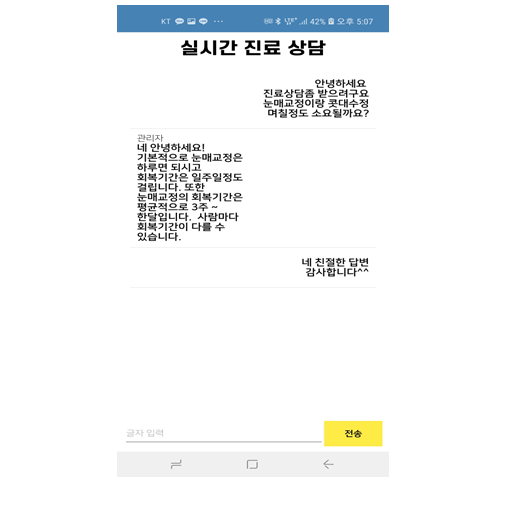 KT ··· LTE 42% 오후 5:07
실시간 진료 상담
안녕하세요
진료상담좀 받으려구요
눈매교정이랑 콧대수정
며칠정도 소요될까요?
관리자
네 안녕하세요!
기본적으로 눈매교정은
하루면 되시고
회복기간은 일주일정도
걸립니다. 또한
눈매교정의 회복기간은
평균적으로 3주 ~
한달입니다. 사람마다
회복기간이 다를 수
있습니다.
네 친절한 답변
감사합니다^^
글자 입력
전송